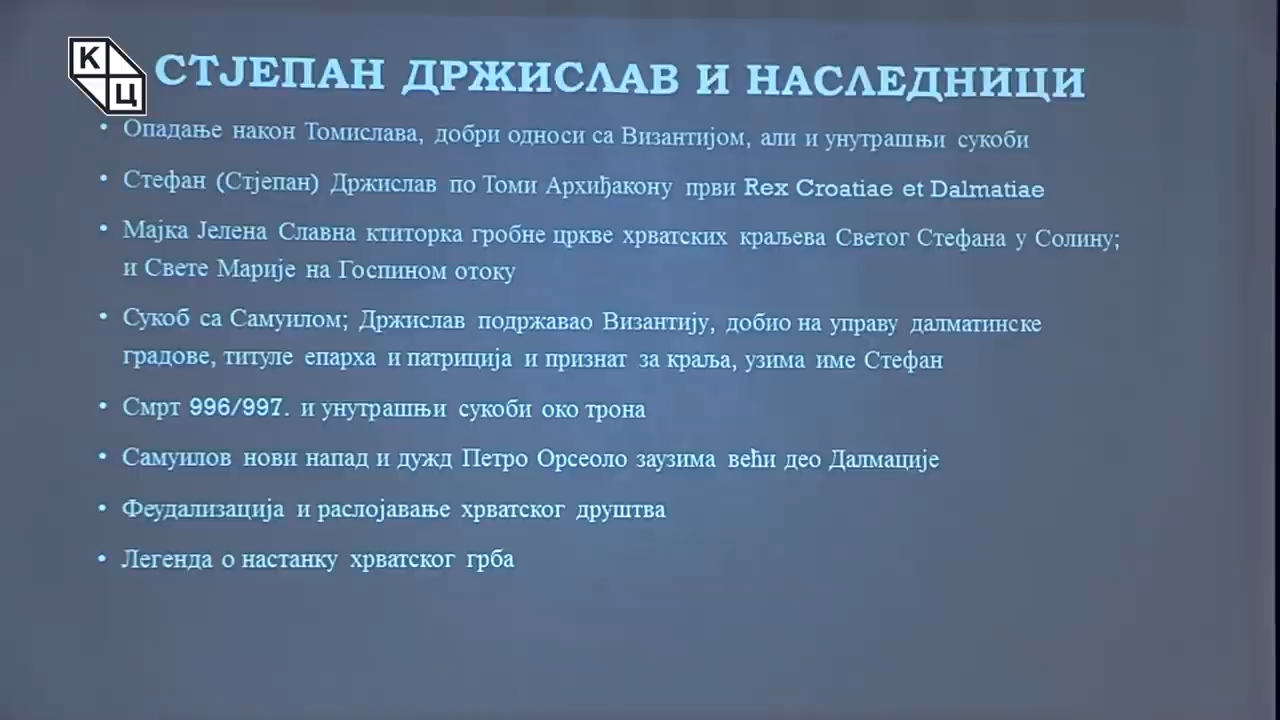 К
Ц
СТЈЕПАН ДРЖИСЛАВ И НАСЛЕДНИЦИ
• Опадање након Томислава, добри односи са Византијом, али и унутрашњи сукоби
• Стефан (Стјепан) Држислав по Томи Архиђакону први Rex Croatiae et Dalmatiae
• Мајка Јелена Славна ктиторка гробне цркве хрватских краљева Светог Стефана у Солину;
и Свете Марије на Госпином отоку
• Сукоб са Самуилом; Држислав подржавао Византију, добио на управу далматинске
градове, титуле епарха и патриција и признат за краља, узима име Стефан
• Смрт 996/997. и унутрашњи сукоби око трона
• Самуилов нови напад и дужд Петро Орсеоло заузима већи део Далмације
• Феудализација и раслојавање хрватског друштва
• Легенда о настанку хрватског грба